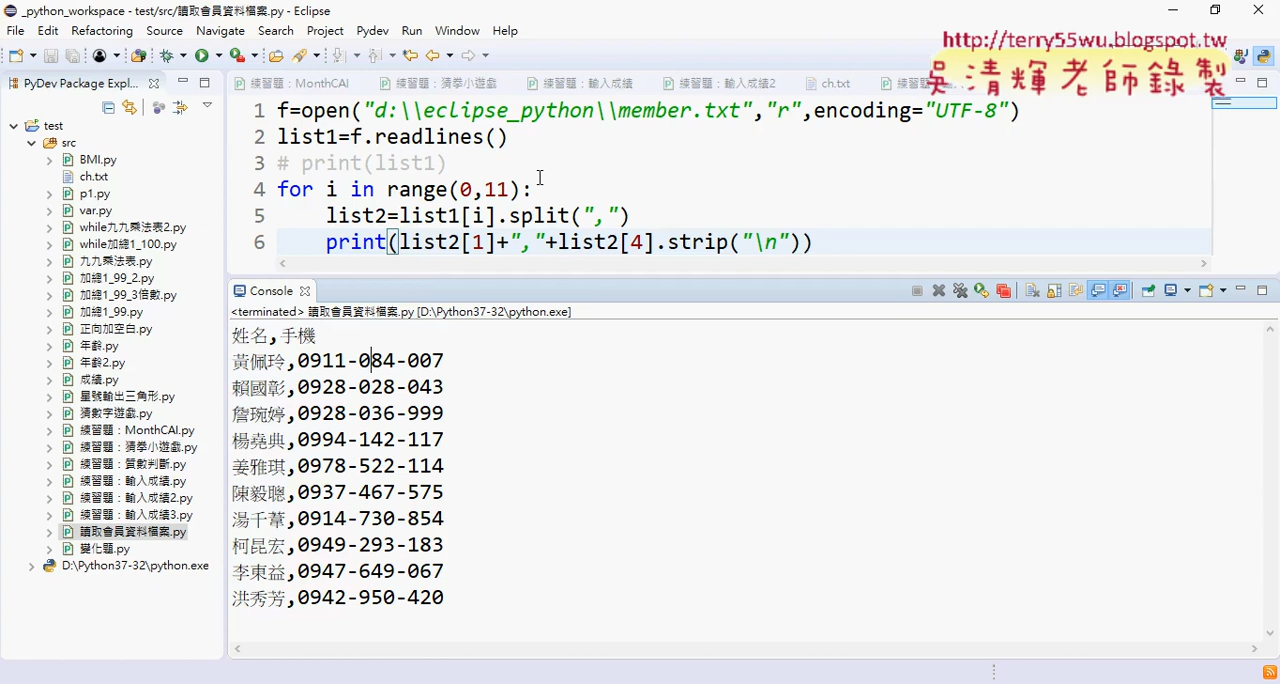 _python_workspace - test/src/讀取會員資料檔案.py - Eclipse
File Edit Refactoring Source Navigate Search Project Pydev Run Window Help
http://terry55wu.blogspot.tw
吳清輝老師錄製
PyDev Package Expl...
練習題：MonthCAI
練習題：猜拳小遊戲
練習題：輸入成績
練習題：輸入成績2
ch.txt
練習
test
src
BMI.py
ch.txt
p1.py
var.py
while九九乘法表2.py
while加總1_100.py
九九乘法表.py
加總1_99_2.py
加總1_99_3倍數.py
加總1_99.py
正向加空白.py
年齡.py
年齡2.py
成績.py
星號輸出三角形.py
猜數字遊戲.py
練習題：MonthCAI.py
練習題：猜拳小遊戲.py
練習題：質數判斷.py
練習題：輸入成績.py
練習題：輸入成績2.py
練習題：輸入成績3.py
讀取會員資料檔案.py
變化題.py
D:\Python37-32\python.exe
1 f=open("d:\\eclipse_python\\member.txt","r",encoding="UTF-8")
2 list1=f.readlines()
3 # print(list1)
4 for i in range(0,11):
5 list2=list1[i].split(",")
6 print(list2[1]+","+list2[4].strip("\n"))
Console
<terminated> 讀取會員資料檔案.py [D:\Python37-32\python.exe]
姓名,手機
黃佩玲,0911-084-007
賴國彰,0928-028-043
詹琬婷,0928-036-999
楊堯典,0994-142-117
姜雅琪,0978-522-114
陳毅聰,0937-467-575
湯千葦,0914-730-854
柯昆宏,0949-293-183
李東益,0947-649-067
洪秀芳,0942-950-420